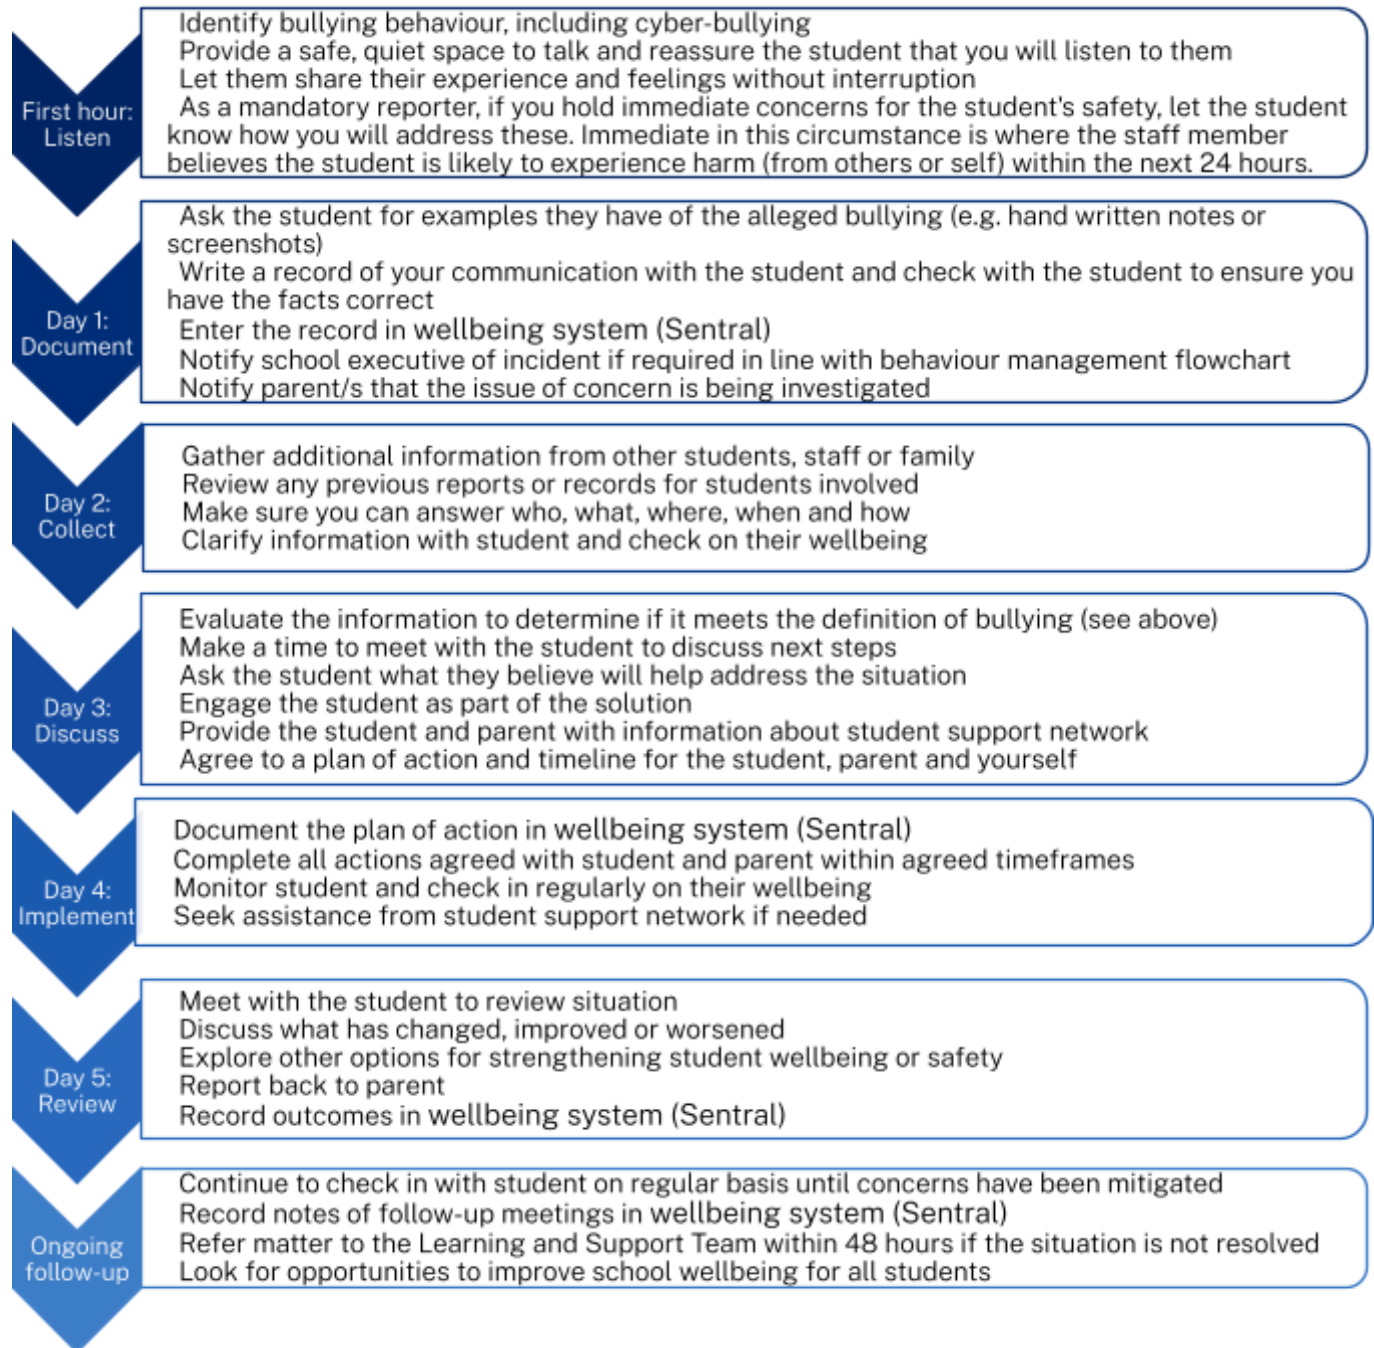 First hour:
Listen
Identify bullying behaviour, including cyber-bullying
Provide a safe, quiet space to talk and reassure the student that you will listen to them
Let them share their experience and feelings without interruption
As a mandatory reporter, if you hold immediate concerns for the student's safety, let the student
know how you will address these. Immediate in this circumstance is where the staff member
believes the student is likely to experience harm (from others or self) within the next 24 hours.
Day 1:
Document
Ask the student for examples they have of the alleged bullying (e.g. hand written notes or
screenshots)
Write a record of your communication with the student and check with the student to ensure you
have the facts correct
Enter the record in wellbeing system (Sentral)
Notify school executive of incident if required in line with behaviour management flowchart
Notify parent/s that the issue of concern is being investigated
Day 2:
Collect
Gather additional information from other students, staff or family
Review any previous reports or records for students involved
Make sure you can answer who, what, where, when and how
Clarify information with student and check on their wellbeing
Day 3:
Discuss
Evaluate the information to determine if it meets the definition of bullying (see above)
Make a time to meet with the student to discuss next steps
Ask the student what they believe will help address the situation
Engage the student as part of the solution
Provide the student and parent with information about student support network
Agree to a plan of action and timeline for the student, parent and yourself
Day 4:
Implement
Document the plan of action in wellbeing system (Sentral)
Complete all actions agreed with student and parent within agreed timeframes
Monitor student and check in regularly on their wellbeing
Seek assistance from student support network if needed
Day 5:
Review
Meet with the student to review situation
Discuss what has changed, improved or worsened
Explore other options for strengthening student wellbeing or safety
Report back to parent
Record outcomes in wellbeing system (Sentral)
Ongoing
follow-up
Continue to check in with student on regular basis until concerns have been mitigated
Record notes of follow-up meetings in wellbeing system (Sentral)
Refer matter to the Learning and Support Team within 48 hours if the situation is not resolved
Look for opportunities to improve school wellbeing for all students